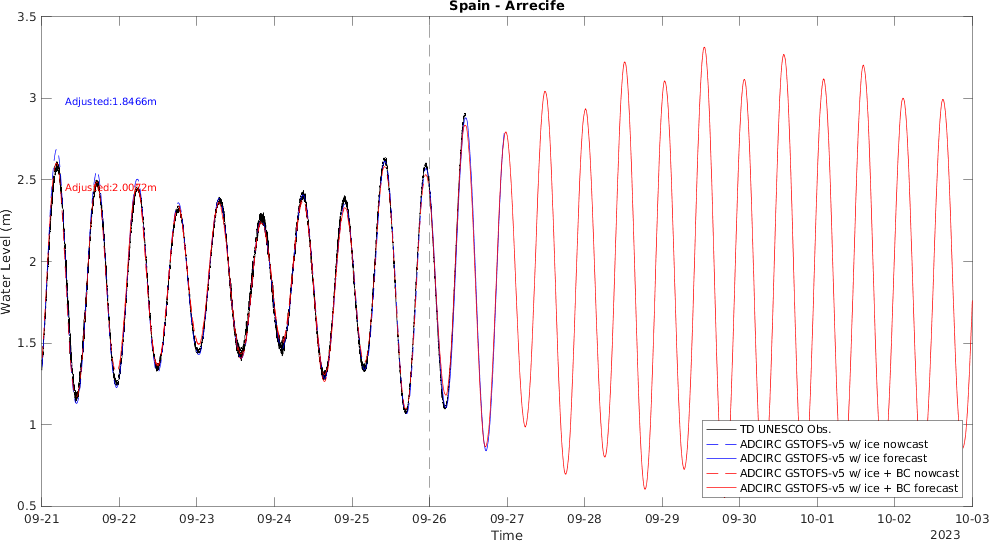 Spain - Arrecife
3.5
3
2.5
2
1.5
1
0.5
Water Level (m)
Adjusted:1.8466m
Adjusted:2.0072m
TD UNESCO Obs.
ADCIRC GSTOFS-v5 w/ ice nowcast
ADCIRC GSTOFS-v5 w/ ice forecast
ADCIRC GSTOFS-v5 w/ ice + BC nowcast
ADCIRC GSTOFS-v5 w/ ice + BC forecast
09-21 09-22 09-23 09-24 09-25 09-26 09-27 09-28 09-29 09-30 10-01 10-02 10-03
Time
2023